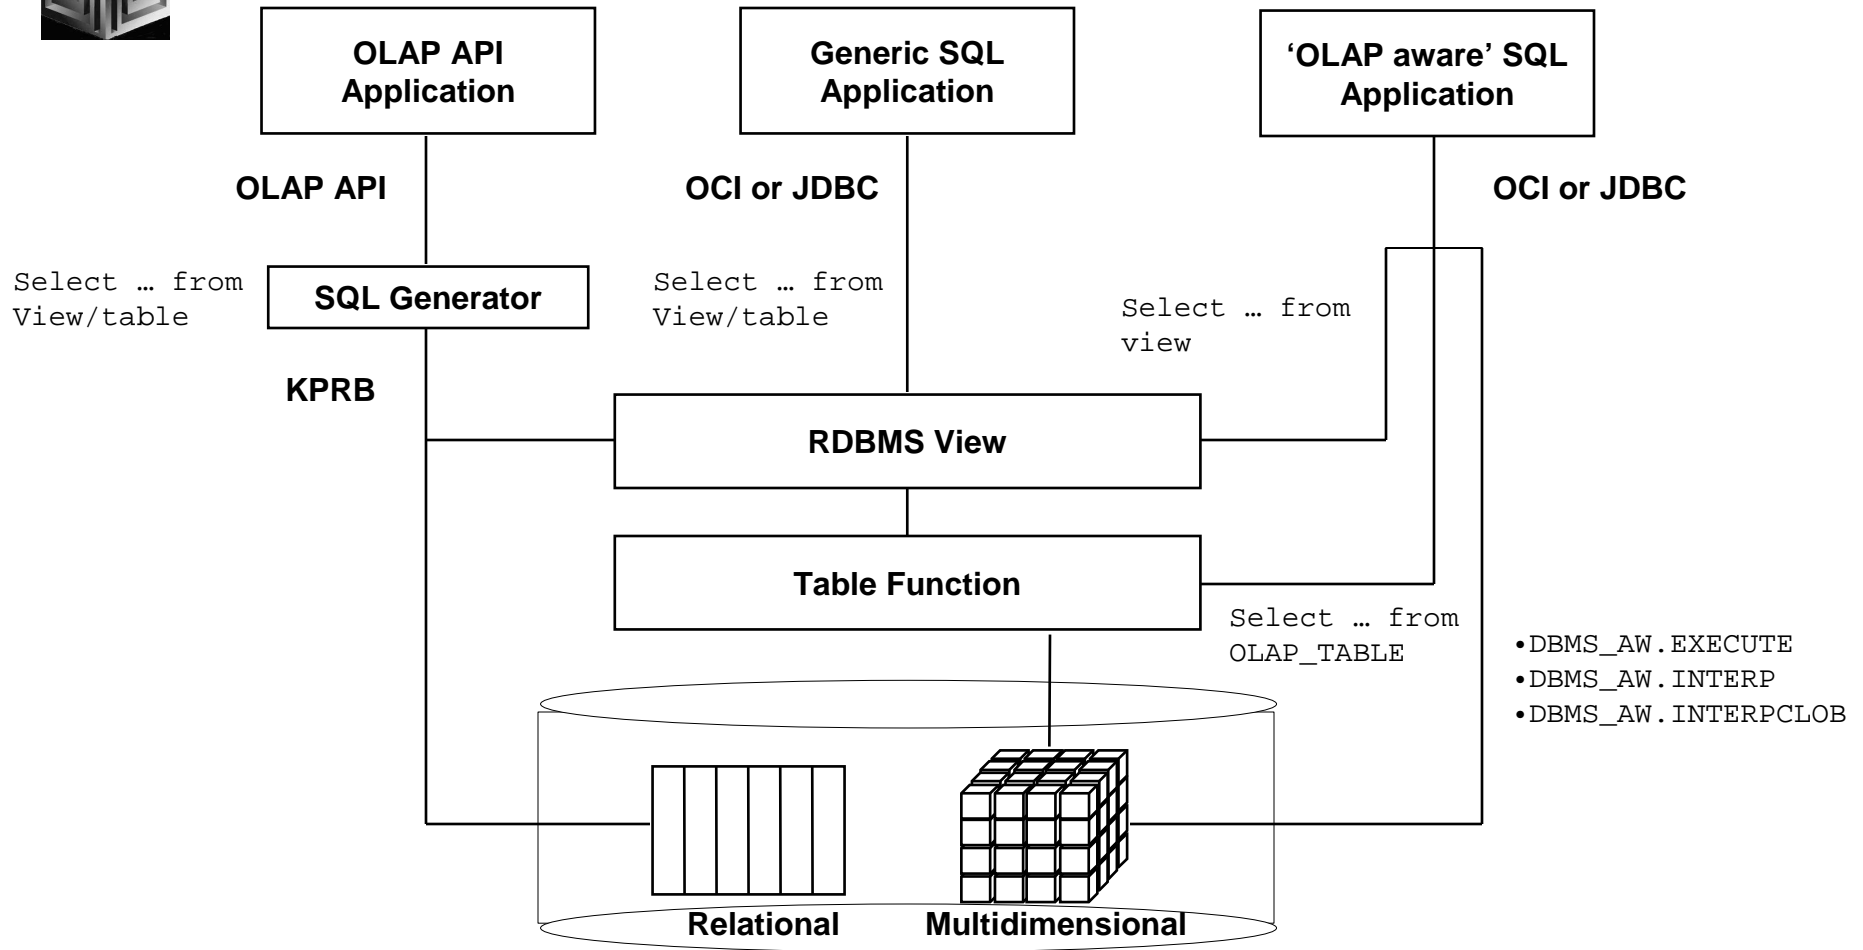 OLAP API
Application
Generic SQL
Application
‘OLAP aware’ SQL
Application
OLAP API
OCI or JDBC
OCI or JDBC
Select … from
View/table
SQL Generator
Select … from
View/table
Select … from
view
KPRB
RDBMS View
Table Function
Select … from
OLAP_TABLE
•DBMS_AW.EXECUTE
•DBMS_AW.INTERP
•DBMS_AW.INTERPCLOB
Relational
Multidimensional